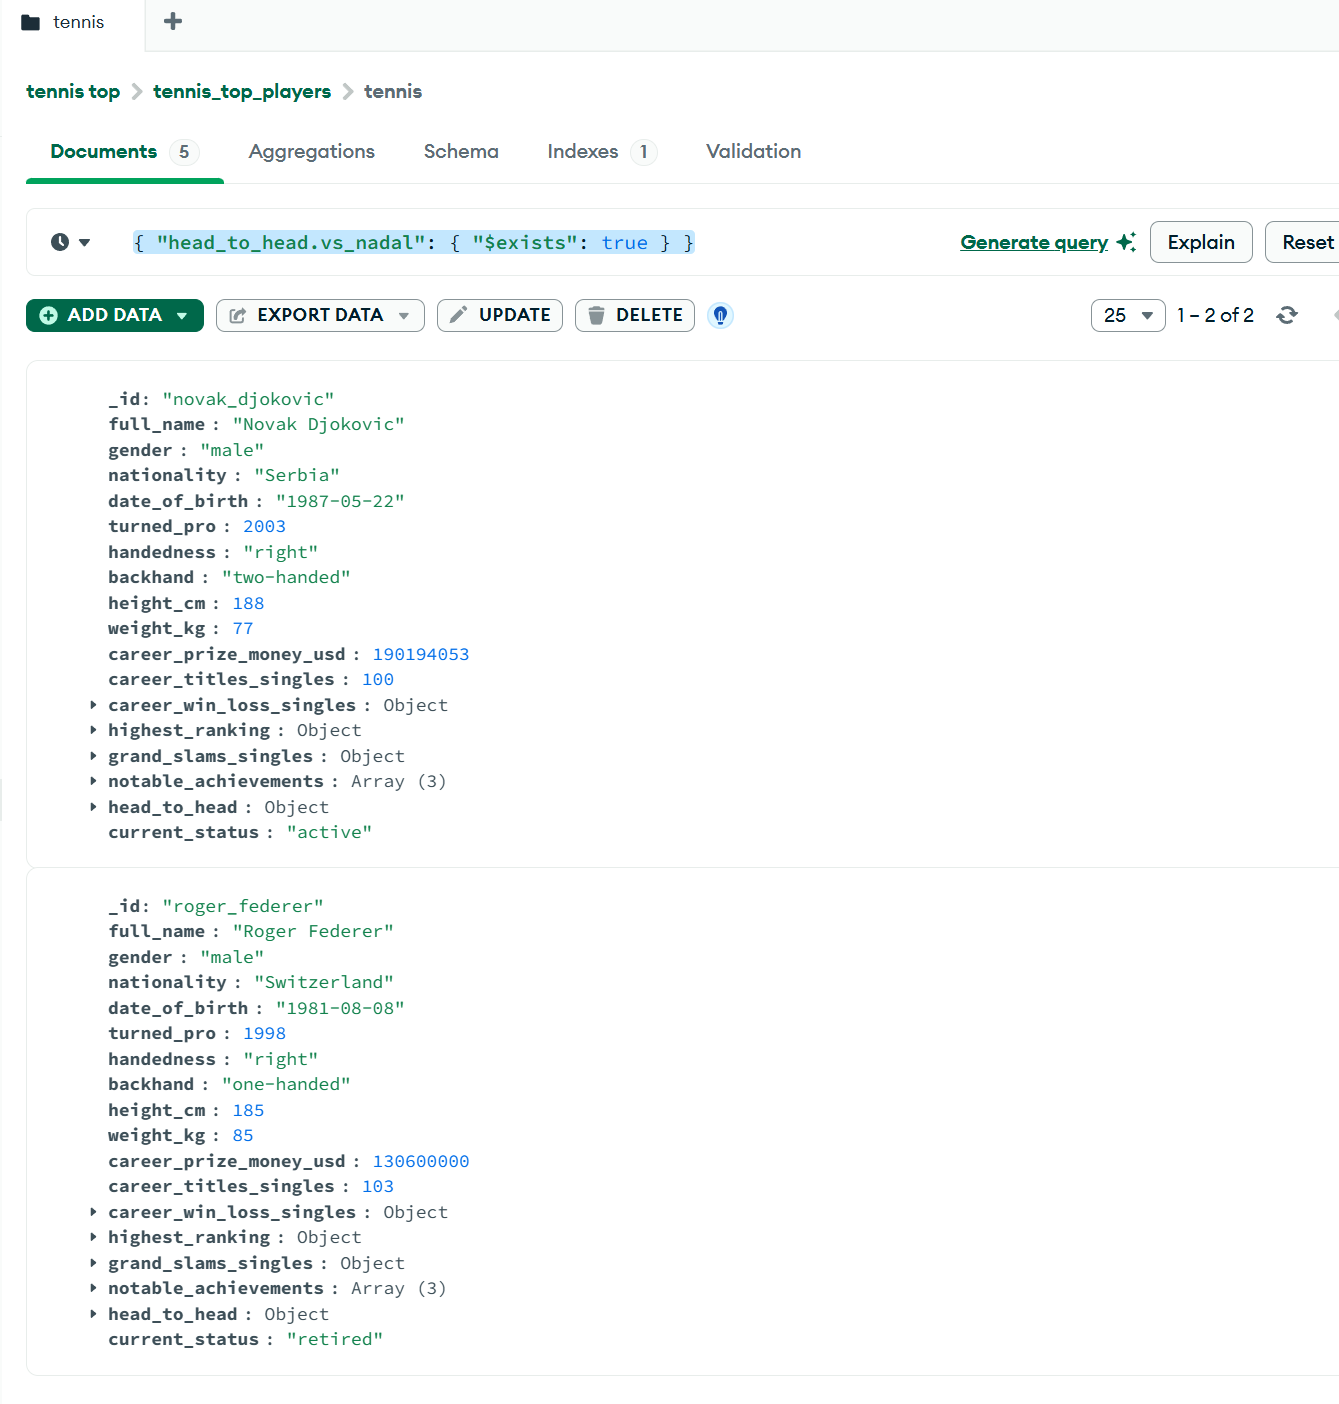 tennis
tennis top > tennis_top_players > tennis
Documents 5 Aggregations Schema Indexes 1 Validation
{ "head_to_head.vs_nadal": { "$exists": true } } Generate query Explain Reset
ADD DATA EXPORT DATA UPDATE DELETE 25 1 – 2 of 2
_id: "novak_djokovic"
full_name : "Novak Djokovic"
gender : "male"
nationality : "Serbia"
date_of_birth : "1987-05-22"
turned_pro : 2003
handedness : "right"
backhand : "two-handed"
height_cm : 188
weight_kg : 77
career_prize_money_usd : 190194053
career_titles_singles : 100
career_win_loss_singles : Object
highest_ranking : Object
grand_slams_singles : Object
notable_achievements : Array (3)
head_to_head : Object
current_status : "active"
_id: "roger_federer"
full_name : "Roger Federer"
gender : "male"
nationality : "Switzerland"
date_of_birth : "1981-08-08"
turned_pro : 1998
handedness : "right"
backhand : "one-handed"
height_cm : 185
weight_kg : 85
career_prize_money_usd : 130600000
career_titles_singles : 103
career_win_loss_singles : Object
highest_ranking : Object
grand_slams_singles : Object
notable_achievements : Array (3)
head_to_head : Object
current_status : "retired"